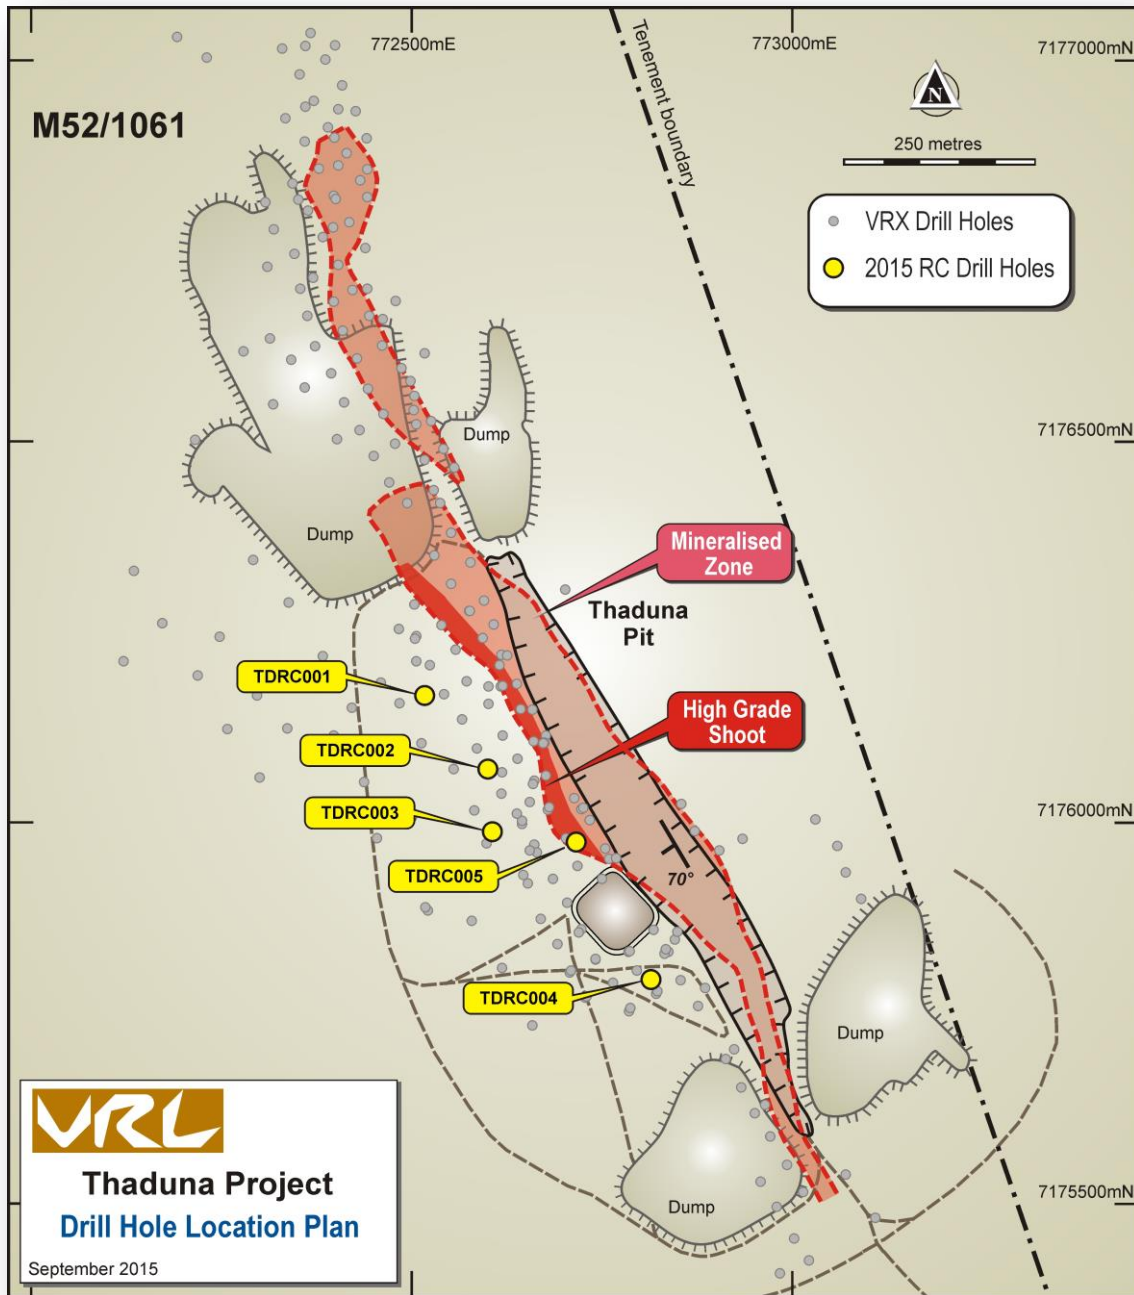 772500mE
773000mE
7177000mN
M52/1061
Tenement boundary
N
250 metres
VRX Drill Holes
2015 RC Drill Holes
7176500mN
Dump
Dump
Mineralised
Zone
Thaduna
Pit
TDRC001
High Grade
Shoot
TDRC002
TDRC003
7176000mN
TDRC005
70°
TDRC004
Dump
Dump
7175500mN
VRL
Thaduna Project
Drill Hole Location Plan
September 2015